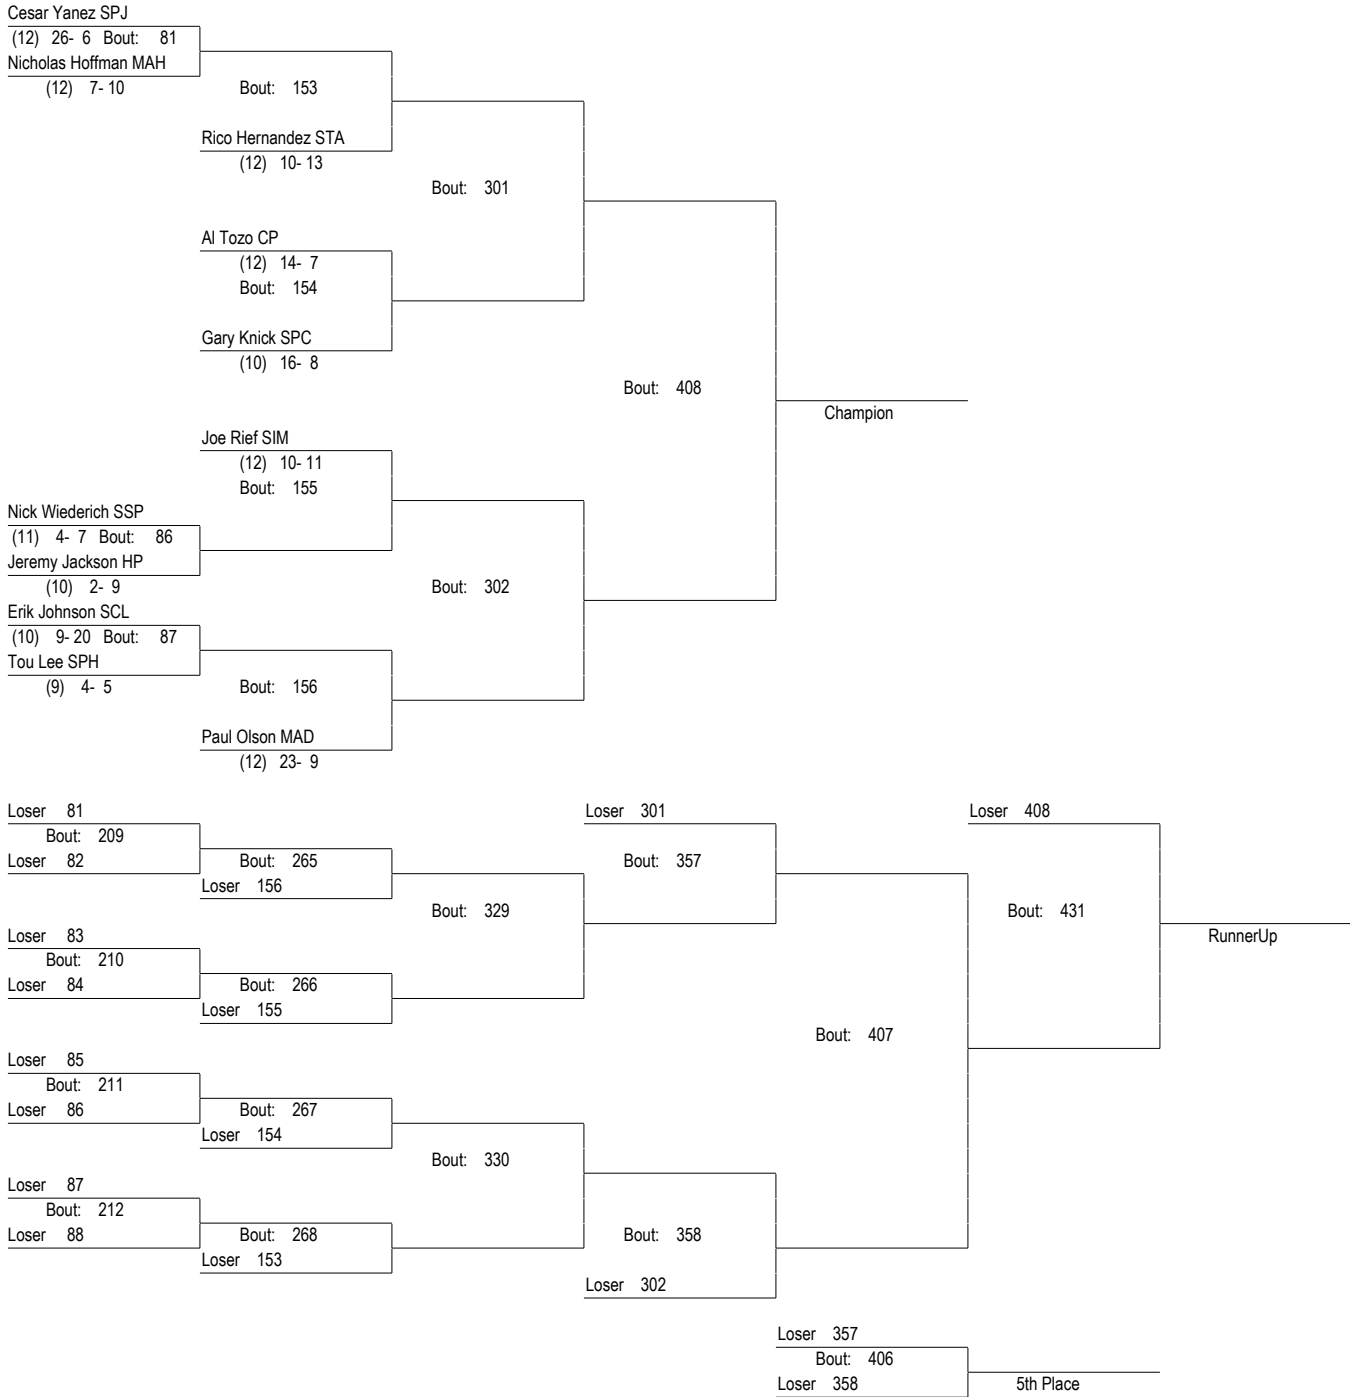 Cesar Yanez SPJ
(12) 26- 6 Bout: 81
Nicholas Hoffman MAH
(12) 7- 10 Bout: 153
Rico Hernandez STA
(12) 10- 13
Bout: 301
Al Tozo CP
(12) 14- 7
Bout: 154
Gary Knick SPC
(10) 16- 8
Bout: 408
Champion
Joe Rief SIM
(12) 10- 11
Bout: 155
Nick Wiederich SSP
(11) 4- 7 Bout: 86
Jeremy Jackson HP
(10) 2- 9 Bout: 302
Erik Johnson SCL
(10) 9- 20 Bout: 87
Tou Lee SPH
(9) 4- 5 Bout: 156
Paul Olson MAD
(12) 23- 9
Loser 81 Loser 301 Loser 408
Bout: 209
Loser 82 Bout: 265 Bout: 357
Loser 156
Bout: 329 Bout: 431
Loser 83 RunnerUp
Bout: 210
Loser 84 Bout: 266
Loser 155
Bout: 407
Loser 85
Bout: 211
Loser 86 Bout: 267
Loser 154
Bout: 330
Loser 87
Bout: 212
Loser 88 Bout: 268 Bout: 358
Loser 153
Loser 302
Loser 357
Bout: 406
Loser 358 5th Place